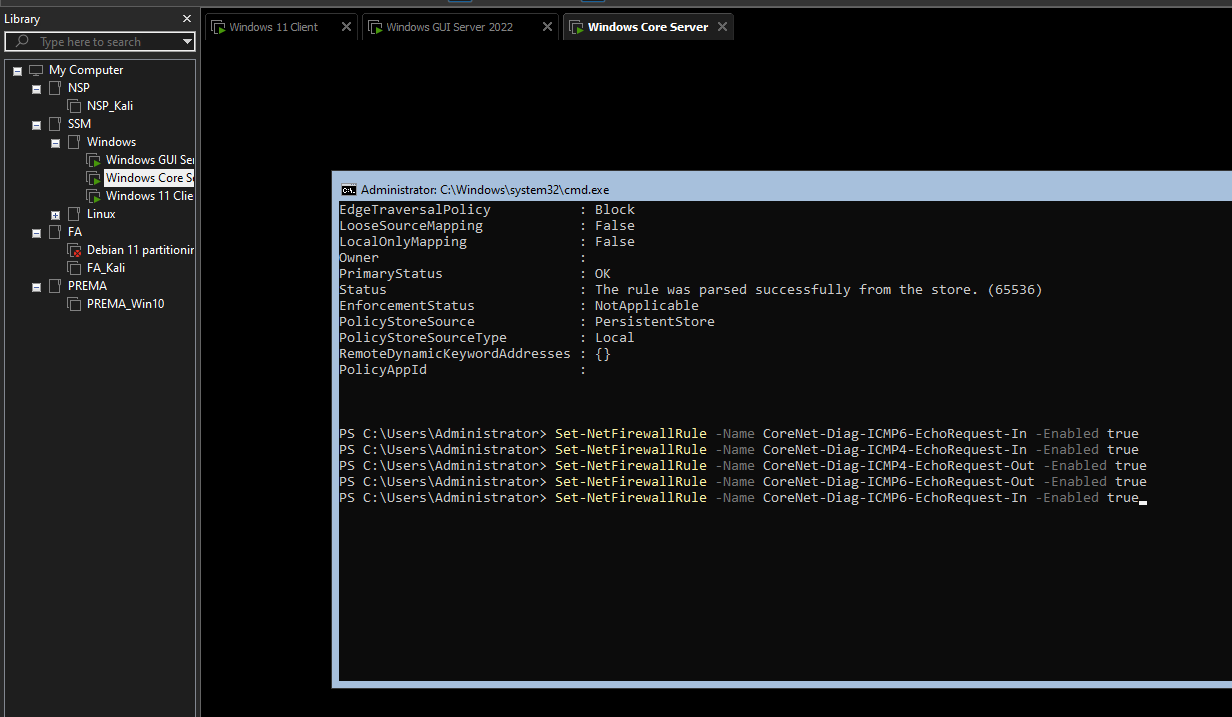 Library
Type here to search
My Computer
NSP
NSP_Kali
SSM
Windows
Windows GUI Ser
Windows Core Se
Windows 11 Clie
Linux
FA
Debian 11 partitionin
FA_Kali
PREMA
PREMA_Win10
Windows 11 Client
Windows GUI Server 2022
Windows Core Server
Administrator: C:\Windows\system32\cmd.exe
EdgeTraversalPolicy : Block
LooseSourceMapping : False
LocalOnlyMapping : False
Owner :
PrimaryStatus : OK
Status : The rule was parsed successfully from the store. (65536)
EnforcementStatus : NotApplicable
PolicyStoreSource : PersistentStore
PolicyStoreSourceType : Local
RemoteDynamicKeywordAddresses : {}
PolicyAppId :
PS C:\Users\Administrator> Set-NetFirewallRule -Name CoreNet-Diag-ICMP6-EchoRequest-In -Enabled true
PS C:\Users\Administrator> Set-NetFirewallRule -Name CoreNet-Diag-ICMP4-EchoRequest-In -Enabled true
PS C:\Users\Administrator> Set-NetFirewallRule -Name CoreNet-Diag-ICMP4-EchoRequest-Out -Enabled true
PS C:\Users\Administrator> Set-NetFirewallRule -Name CoreNet-Diag-ICMP6-EchoRequest-Out -Enabled true
PS C:\Users\Administrator> Set-NetFirewallRule -Name CoreNet-Diag-ICMP6-EchoRequest-In -Enabled true